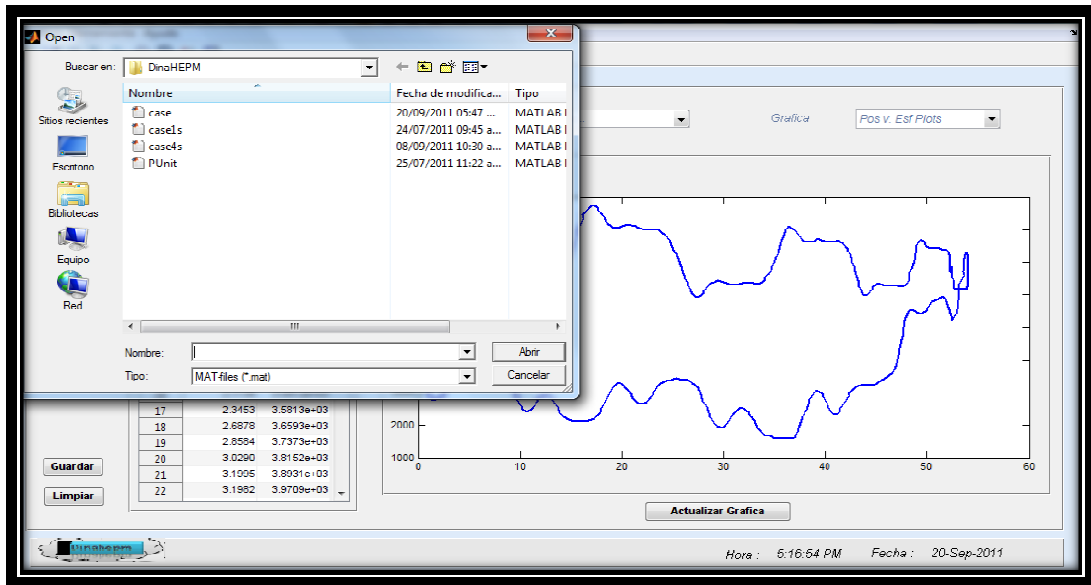 Open
Buscar en: DinaHEPM
Nombre Fecha de modifica... Tipo
case 20/09/2011 05:47 ... MATLAB
case1s 24/07/2011 09:45 a... MATLAB
case4s 08/09/2011 10:30 a... MATLAB
PUnit 25/07/2011 11:22 a... MATLAB
Sitios recientes
Escritorio
Bibliotecas
Equipo
Red
Nombre: Abrir
Tipo: MAT-files (*.mat) Cancelar
Grafica Pos v. Esf Plots
17 2.3453 3.5813e+03
18 2.6878 3.6593e+03
19 2.8584 3.7373e+03
20 3.0290 3.8152e+03
21 3.1995 3.8931e+03
22 3.1982 3.9709e+03
Guardar
Limpiar
2000
1000
0 10 20 30 40 50 60
Actualizar Grafica
Dinahepm
Hora : 5:16:54 PM Fecha : 20-Sep-2011